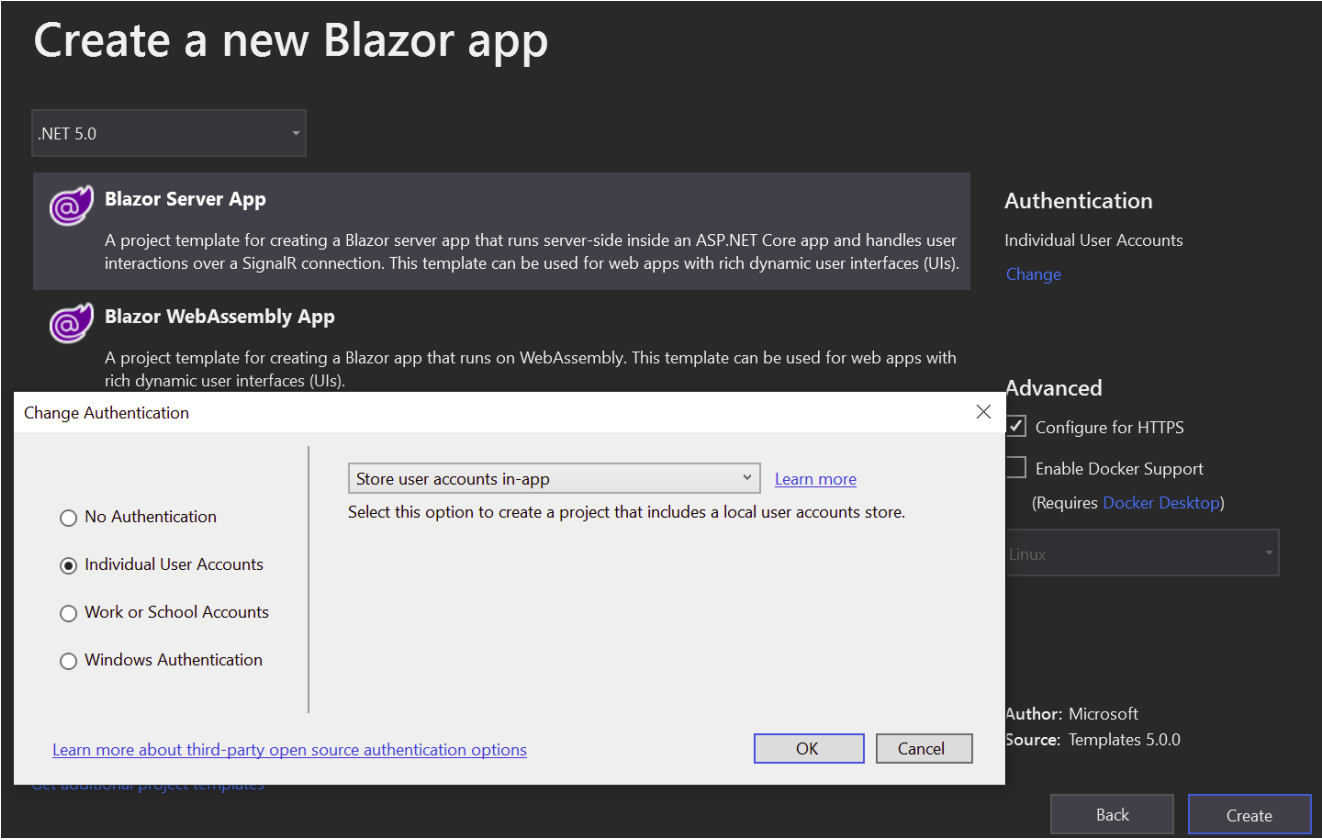 Create a new Blazor app
.NET 5.0
Blazor Server App
A project template for creating a Blazor server app that runs server-side inside an ASP.NET Core app and handles user
interactions over a SignalR connection. This template can be used for web apps with rich dynamic user interfaces (UIs).
Blazor WebAssembly App
A project template for creating a Blazor app that runs on WebAssembly. This template can be used for web apps with
rich dynamic user interfaces (UIs).
Authentication
Individual User Accounts
Change
Advanced
Configure for HTTPS
Enable Docker Support
(Requires Docker Desktop)
Linux
Change Authentication
No Authentication
Individual User Accounts
Work or School Accounts
Windows Authentication
Store user accounts in-app
Learn more
Select this option to create a project that includes a local user accounts store.
Learn more about third-party open source authentication options
OK
Cancel
Get additional project templates
Author: Microsoft
Source: Templates 5.0.0
Back
Create